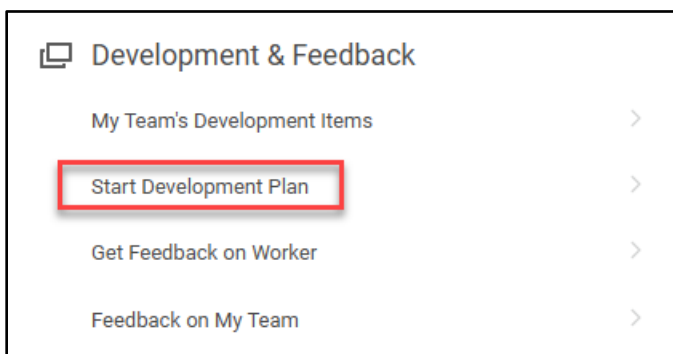 Development & Feedback
My Team's Development Items
Start Development Plan
Get Feedback on Worker
Feedback on My Team